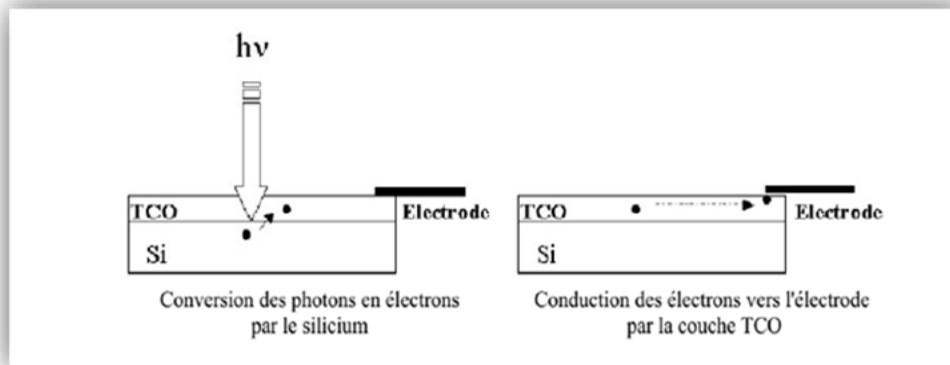 hν
TCO
Electrode
Si
Conversion des photons en électrons
par le silicium
TCO
Electrode
Si
Conduction des électrons vers l'électrode
par la couche TCO